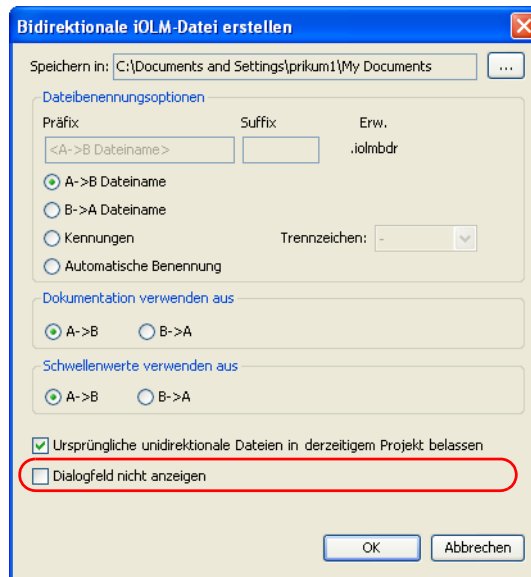 Bidirektionale iOLM-Datei erstellen
Speichern in: C:\Documents and Settings\prikum1\My Documents ...
Dateibenennungsoptionen
Präfix Suffix Erw.
<A->B Dateiname> .iolmbdr
A->B Dateiname
B->A Dateiname
Kennungen Trennzeichen: -
Automatische Benennung
Dokumentation verwenden aus
A->B B->A
Schwellenwerte verwenden aus
A->B B->A
Ursprüngliche unidirektionale Dateien in derzeitigem Projekt belassen
Dialogfeld nicht anzeigen
OK Abbrechen